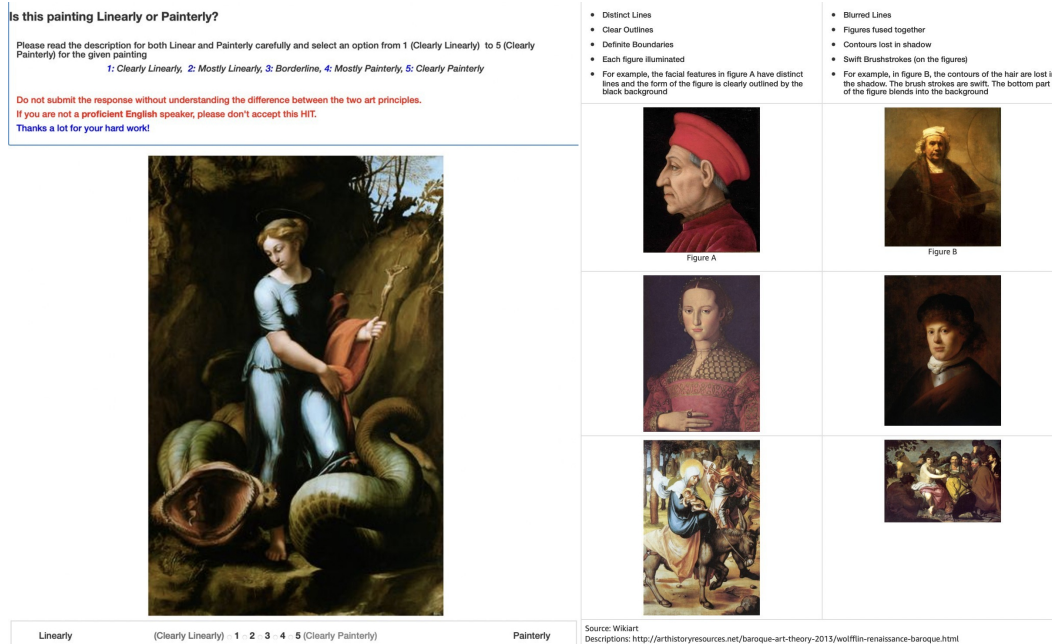 Is this painting Linearly or Painterly?
Please read the description for both Linear and Painterly carefully and select an option from 1 (Clearly Linearly) to 5 (Clearly
Painterly) for the given painting
1: Clearly Linearly, 2: Mostly Linearly, 3: Borderline, 4: Mostly Painterly, 5: Clearly Painterly
Do not submit the response without understanding the difference between the two art principles.
If you are not a proficient English speaker, please don't accept this HIT.
Thanks a lot for your hard work!
Linearly (Clearly Linearly) 1 2 3 4 5 (Clearly Painterly) Painterly
• Distinct Lines
• Clear Outlines
• Definite Boundaries
• Each figure illuminated
• For example, the facial features in figure A have distinct
lines and the form of the figure is clearly outlined by the
black background
Figure A
• Blurred Lines
• Figures fused together
• Contours lost in shadow
• Swift Brushstrokes (on the figures)
• For example, in figure B, the contours of the hair are lost i
the shadow. The brush strokes are swift. The bottom part
of the figure blends into the background
Figure B
Source: Wikiart
Descriptions: http://arthistoryresources.net/baroque-art-theory-2013/wolfflin-renaissance-baroque.html